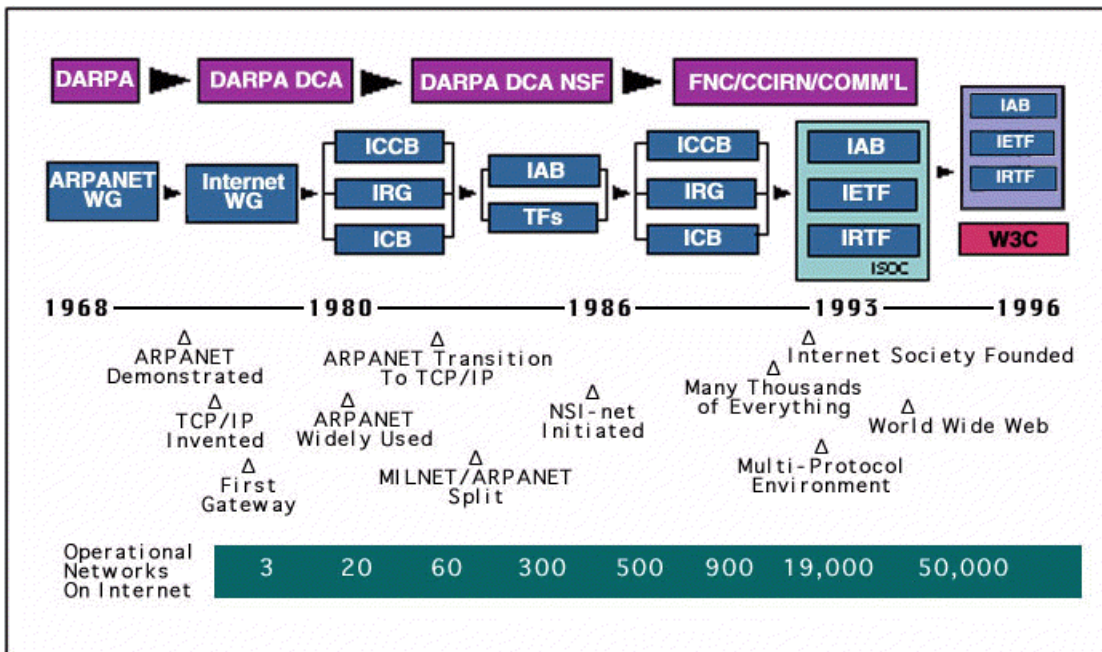 DARPA
DARPA DCA
DARPA DCA NSF
FNC/CCIRN/COMM'L
ARPANET
WG
Internet
WG
ICCB
IRG
ICB
IAB
TFs
ICCB
IRG
ICB
IAB
IETF
IRTF
ISOC
IAB
IETF
IRTF
W3C
1968
1980
1986
1993
1996
ARPANET
Demonstrated
TCP/IP
Invented
First
Gateway
ARPANET Transition
To TCP/IP
ARPANET
Widely Used
MILNET/ARPANET
Split
NSI-net
Initiated
Internet Society Founded
Many Thousands
of Everything
World Wide Web
Multi-Protocol
Environment
Operational
Networks
On Internet
3 20 60 300 500 900 19,000 50,000